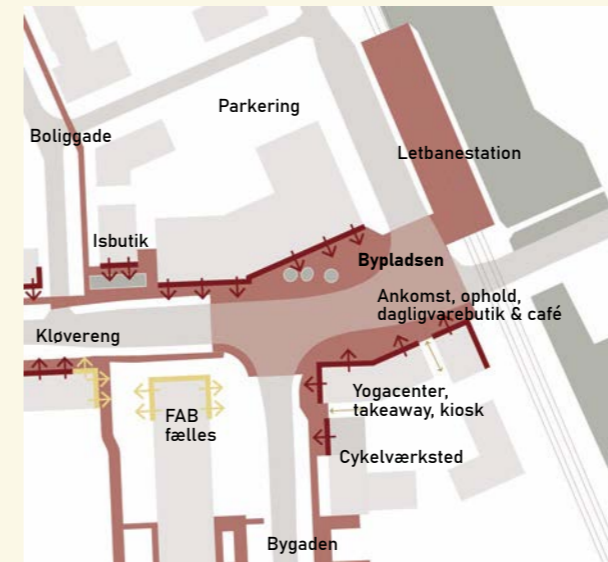 Parkering
Boliggade
Letbanestation
Isbutik
Bypladsen
Ankomst, ophold,
dagligvarebutik & café
Kløvereng
Yogacenter,
takeaway, kiosk
FAB
fælles
Cykelværksted
Bygaden